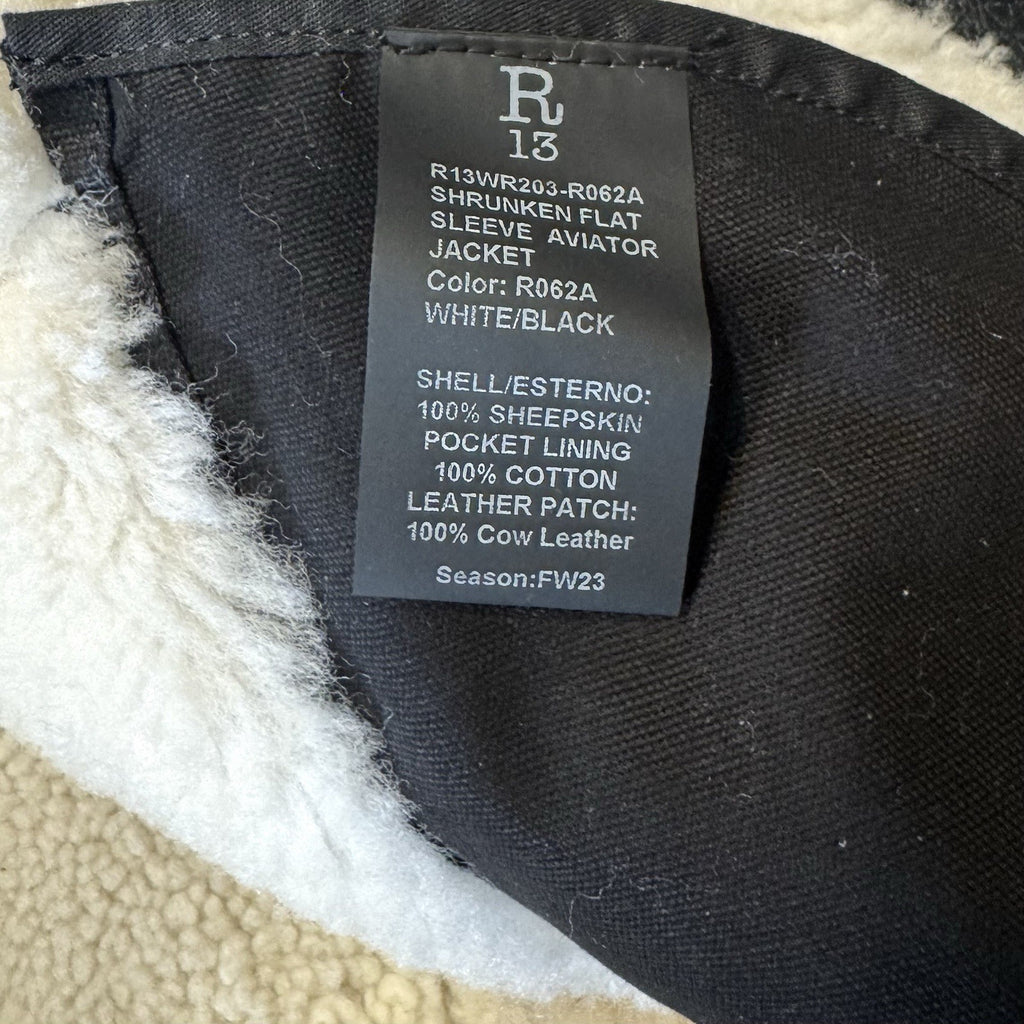 R
13
R13WR203-R062A
SHRUNKEN FLAT
SLEEVE AVIATOR
JACKET
Color: R062A
WHITE/BLACK
SHELL/ESTERNO:
100% SHEEPSKIN
POCKET LINING
100% COTTON
LEATHER PATCH:
100% Cow Leather
Season:FW23